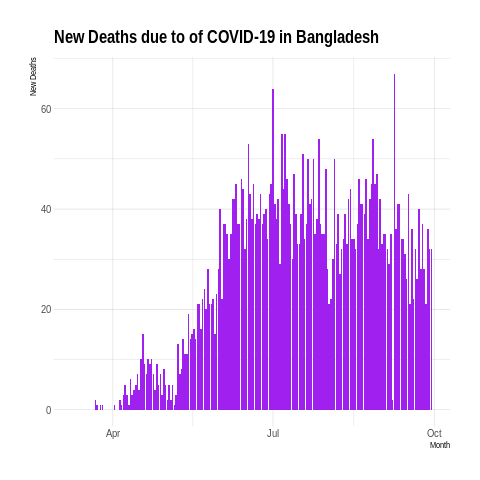 New Deaths due to of COVID-19 in Bangladesh
New Deaths
60
40
20
0
Apr
Jul
Oct
Month